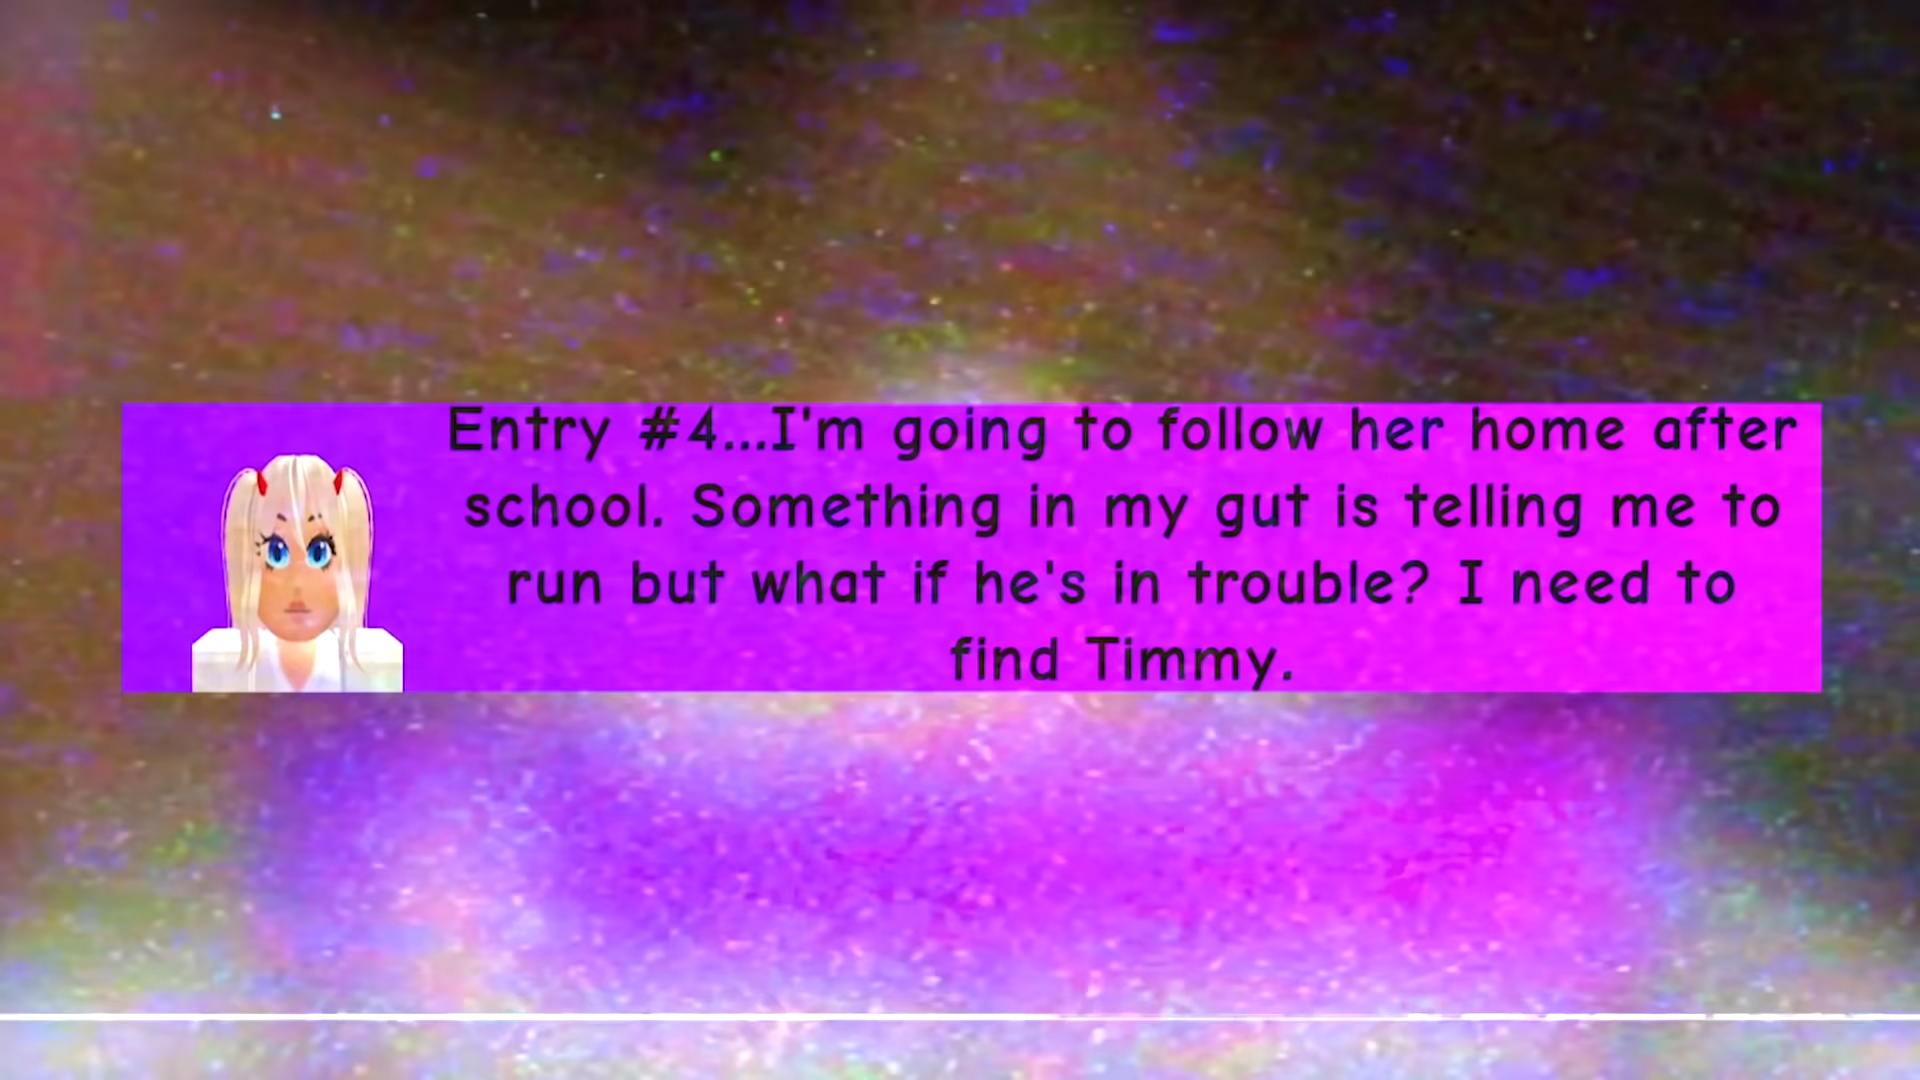 Entry #4...I'm going to follow her home after
school. Something in my gut is telling me to
run but what if he's in trouble? I need to
find Timmy.